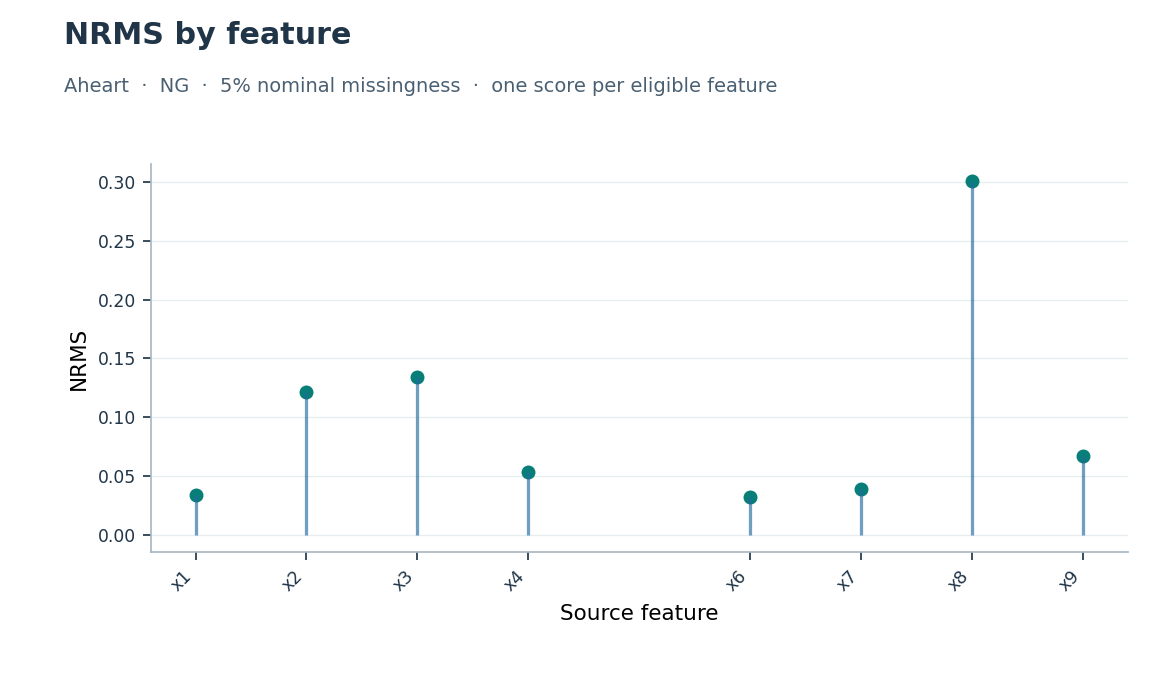 NRMS by feature
Aheart · NG · 5% nominal missingness · one score per eligible feature
0.30
0.25
0.20
0.15
0.10
0.05
0.00
NRMS
x1 x2 x3 x4 x6 x7 x8 x9
Source feature